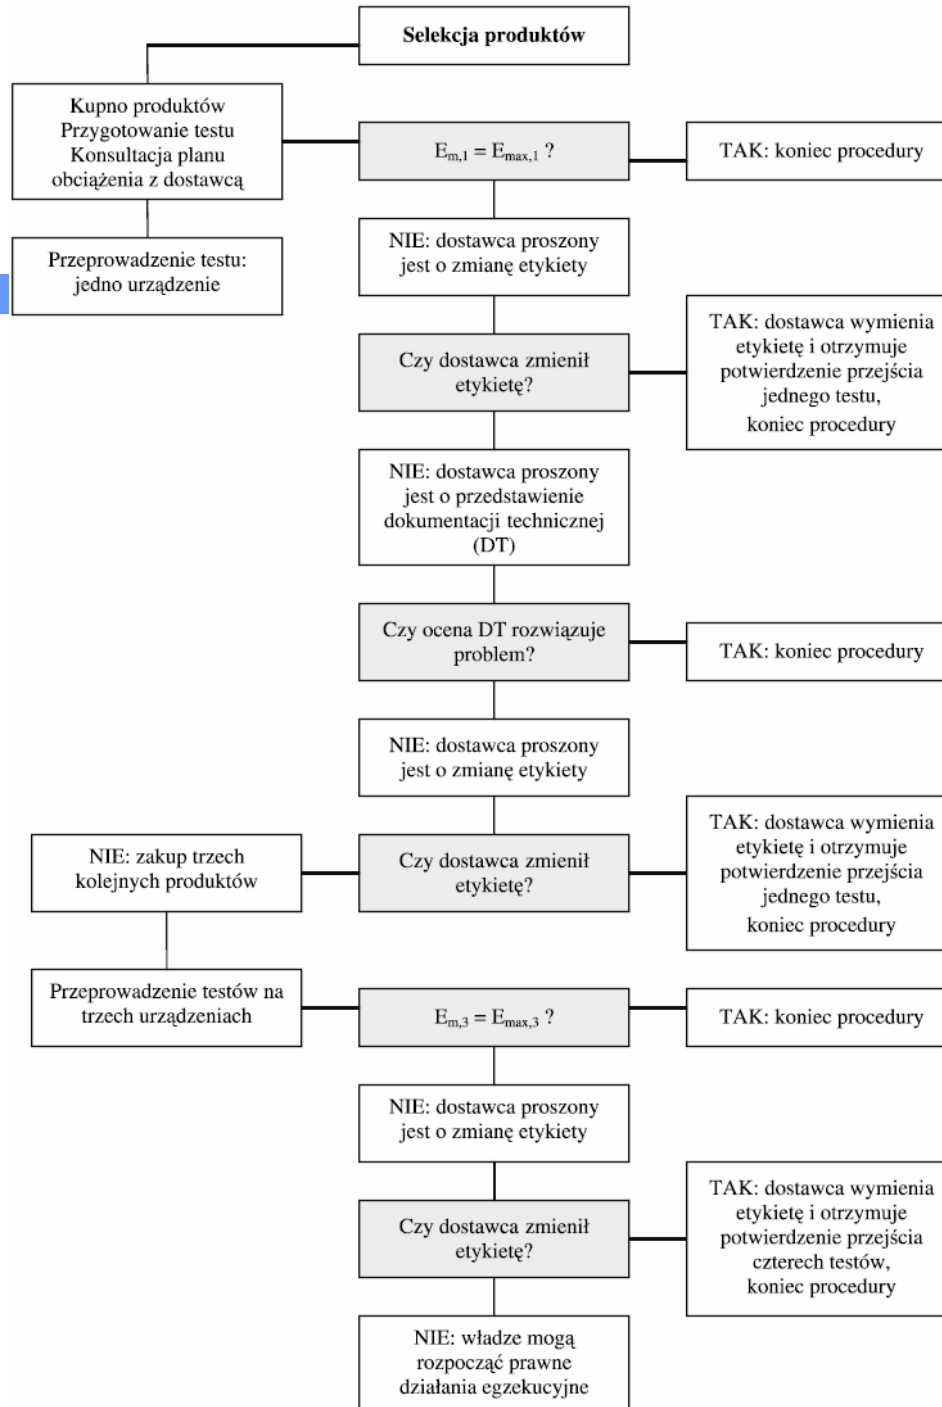 Selekcja produktów
Kupno produktów
Przygotowanie testu
Konsultacja planu
obciążenia z dostawcą
E_m,1 = E_max,1 ?
TAK: koniec procedury
Przeprowadzenie testu:
jedno urządzenie
NIE: dostawca proszony
jest o zmianę etykiety
Czy dostawca zmienił
etykietę?
TAK: dostawca wymienia
etykietę i otrzymuje
potwierdzenie przejścia
jednego testu,
koniec procedury
NIE: dostawca proszony
jest o przedstawienie
dokumentacji technicznej
(DT)
Czy ocena DT rozwiązuje
problem?
TAK: koniec procedury
NIE: dostawca proszony
jest o zmianę etykiety
Czy dostawca zmienił
etykietę?
TAK: dostawca wymienia
etykietę i otrzymuje
potwierdzenie przejścia
jednego testu,
koniec procedury
NIE: zakup trzech
kolejnych produktów
Przeprowadzenie testów na
trzech urządzeniach
E_m,3 = E_max,3 ?
TAK: koniec procedury
NIE: dostawca proszony
jest o zmianę etykiety
Czy dostawca zmienił
etykietę?
TAK: dostawca wymienia
etykietę i otrzymuje
potwierdzenie przejścia
czterech testów,
koniec procedury
NIE: władze mogą
rozpocząć prawne
działania egzekucyjne